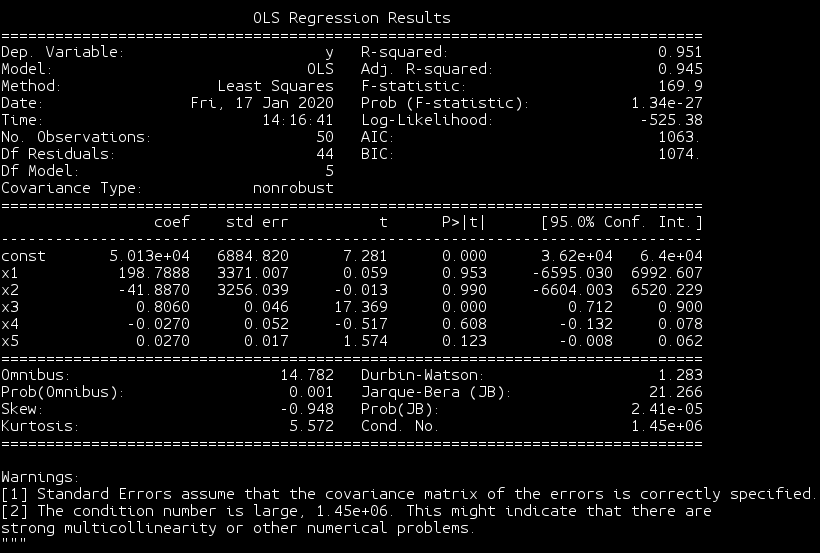 OLS Regression Results
==============================================================================
Dep. Variable:                      y   R-squared:                       0.951
Model:                            OLS   Adj. R-squared:                  0.945
Method:                 Least Squares   F-statistic:                     169.9
Date:                Fri, 17 Jan 2020   Prob (F-statistic):           1.34e-27
Time:                        14:16:41   Log-Likelihood:                -525.38
No. Observations:                  50   AIC:                             1063.
Df Residuals:                      44   BIC:                             1074.
Df Model:                           5
Covariance Type:            nonrobust
==============================================================================
                 coef    std err          t      P>|t|      [95.0% Conf. Int.]
------------------------------------------------------------------------------
const       5.013e+04   6884.820      7.281      0.000      3.62e+04   6.4e+04
x1           198.7888   3371.007      0.059      0.953     -6595.030  6992.607
x2           -41.8870   3256.039     -0.013      0.990     -6604.003  6520.229
x3             0.8060      0.046     17.369      0.000         0.712     0.900
x4            -0.0270      0.052     -0.517      0.608        -0.132     0.078
x5             0.0270      0.017      1.574      0.123        -0.008     0.062
==============================================================================
Omnibus:                       14.782   Durbin-Watson:                   1.283
Prob(Omnibus):                  0.001   Jarque-Bera (JB):               21.266
Skew:                          -0.948   Prob(JB):                     2.41e-05
Kurtosis:                       5.572   Cond. No.                     1.45e+06
==============================================================================

Warnings:
[1] Standard Errors assume that the covariance matrix of the errors is correctly specified.
[2] The condition number is large, 1.45e+06. This might indicate that there are
strong multicollinearity or other numerical problems.
"""